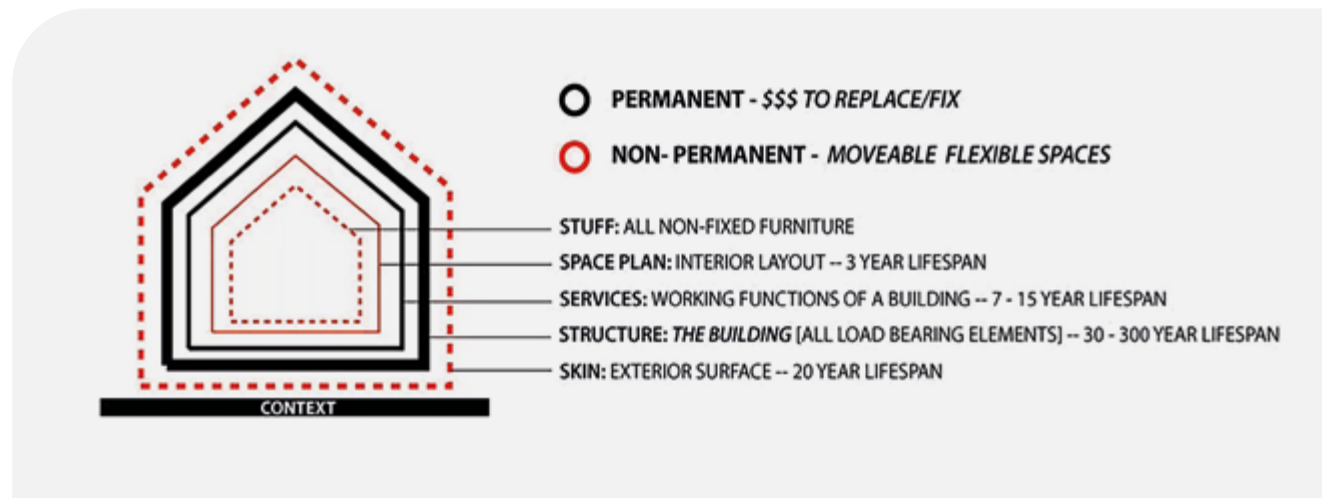 PERMANENT - $$$ TO REPLACE/FIX
NON- PERMANENT - MOVEABLE FLEXIBLE SPACES
STUFF: ALL NON-FIXED FURNITURE
SPACE PLAN: INTERIOR LAYOUT -- 3 YEAR LIFESPAN
SERVICES: WORKING FUNCTIONS OF A BUILDING -- 7 - 15 YEAR LIFESPAN
STRUCTURE: THE BUILDING [ALL LOAD BEARING ELEMENTS] -- 30 - 300 YEAR LIFESPAN
SKIN: EXTERIOR SURFACE -- 20 YEAR LIFESPAN
CONTEXT